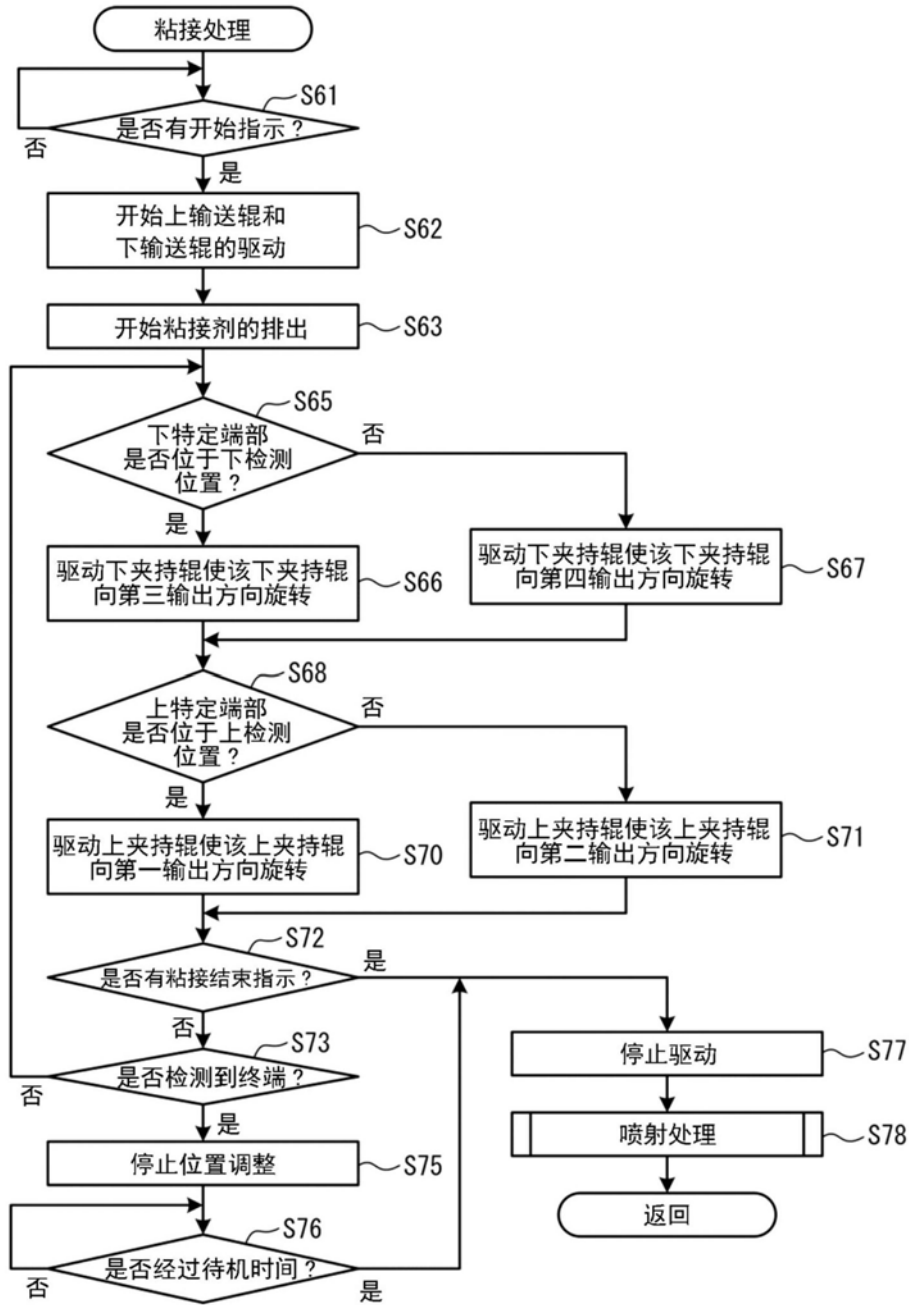 粘接处理
S61
是否有开始指示?
否
是
开始上输送辊和
下输送辊的驱动
S62
开始粘接剂的排出
S63
S65
下特定端部
是否位于下检测
位置?
否
是
驱动下夹持辊使该下夹持辊
向第三输出方向旋转
S66
驱动下夹持辊使该下夹持辊
向第四输出方向旋转
S67
S68
上特定端部
是否位于上检测
位置?
否
是
驱动上夹持辊使该上夹持辊
向第一输出方向旋转
S70
驱动上夹持辊使该上夹持辊
向第二输出方向旋转
S71
S72
是否有粘接结束指示?
是
否
S73
是否检测到终端?
否
是
停止位置调整
S75
S76
是否经过待机时间?
否
是
停止驱动
S77
喷射处理
S78
返回